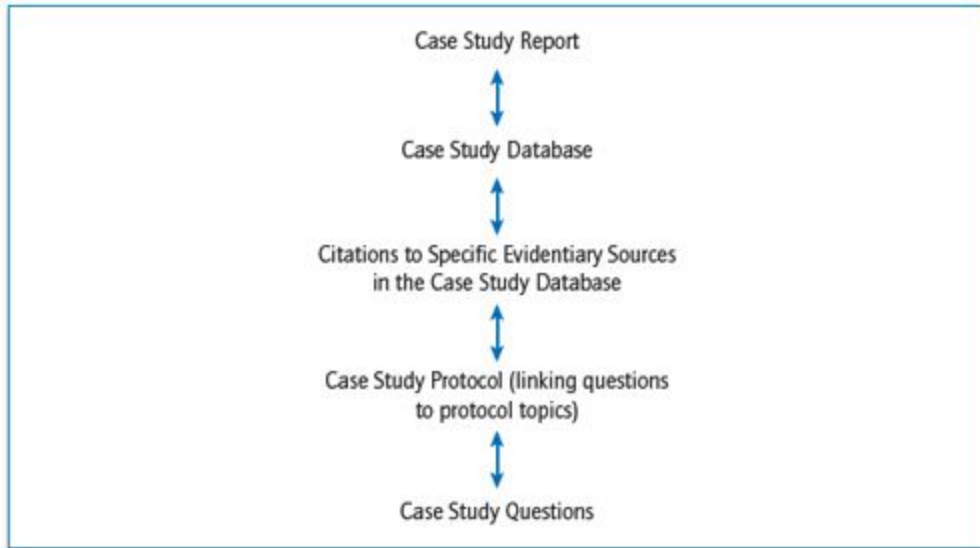 Case Study Report
Case Study Database
Citations to Specific Evidentiary Sources
in the Case Study Database
Case Study Protocol (linking questions
to protocol topics)
Case Study Questions